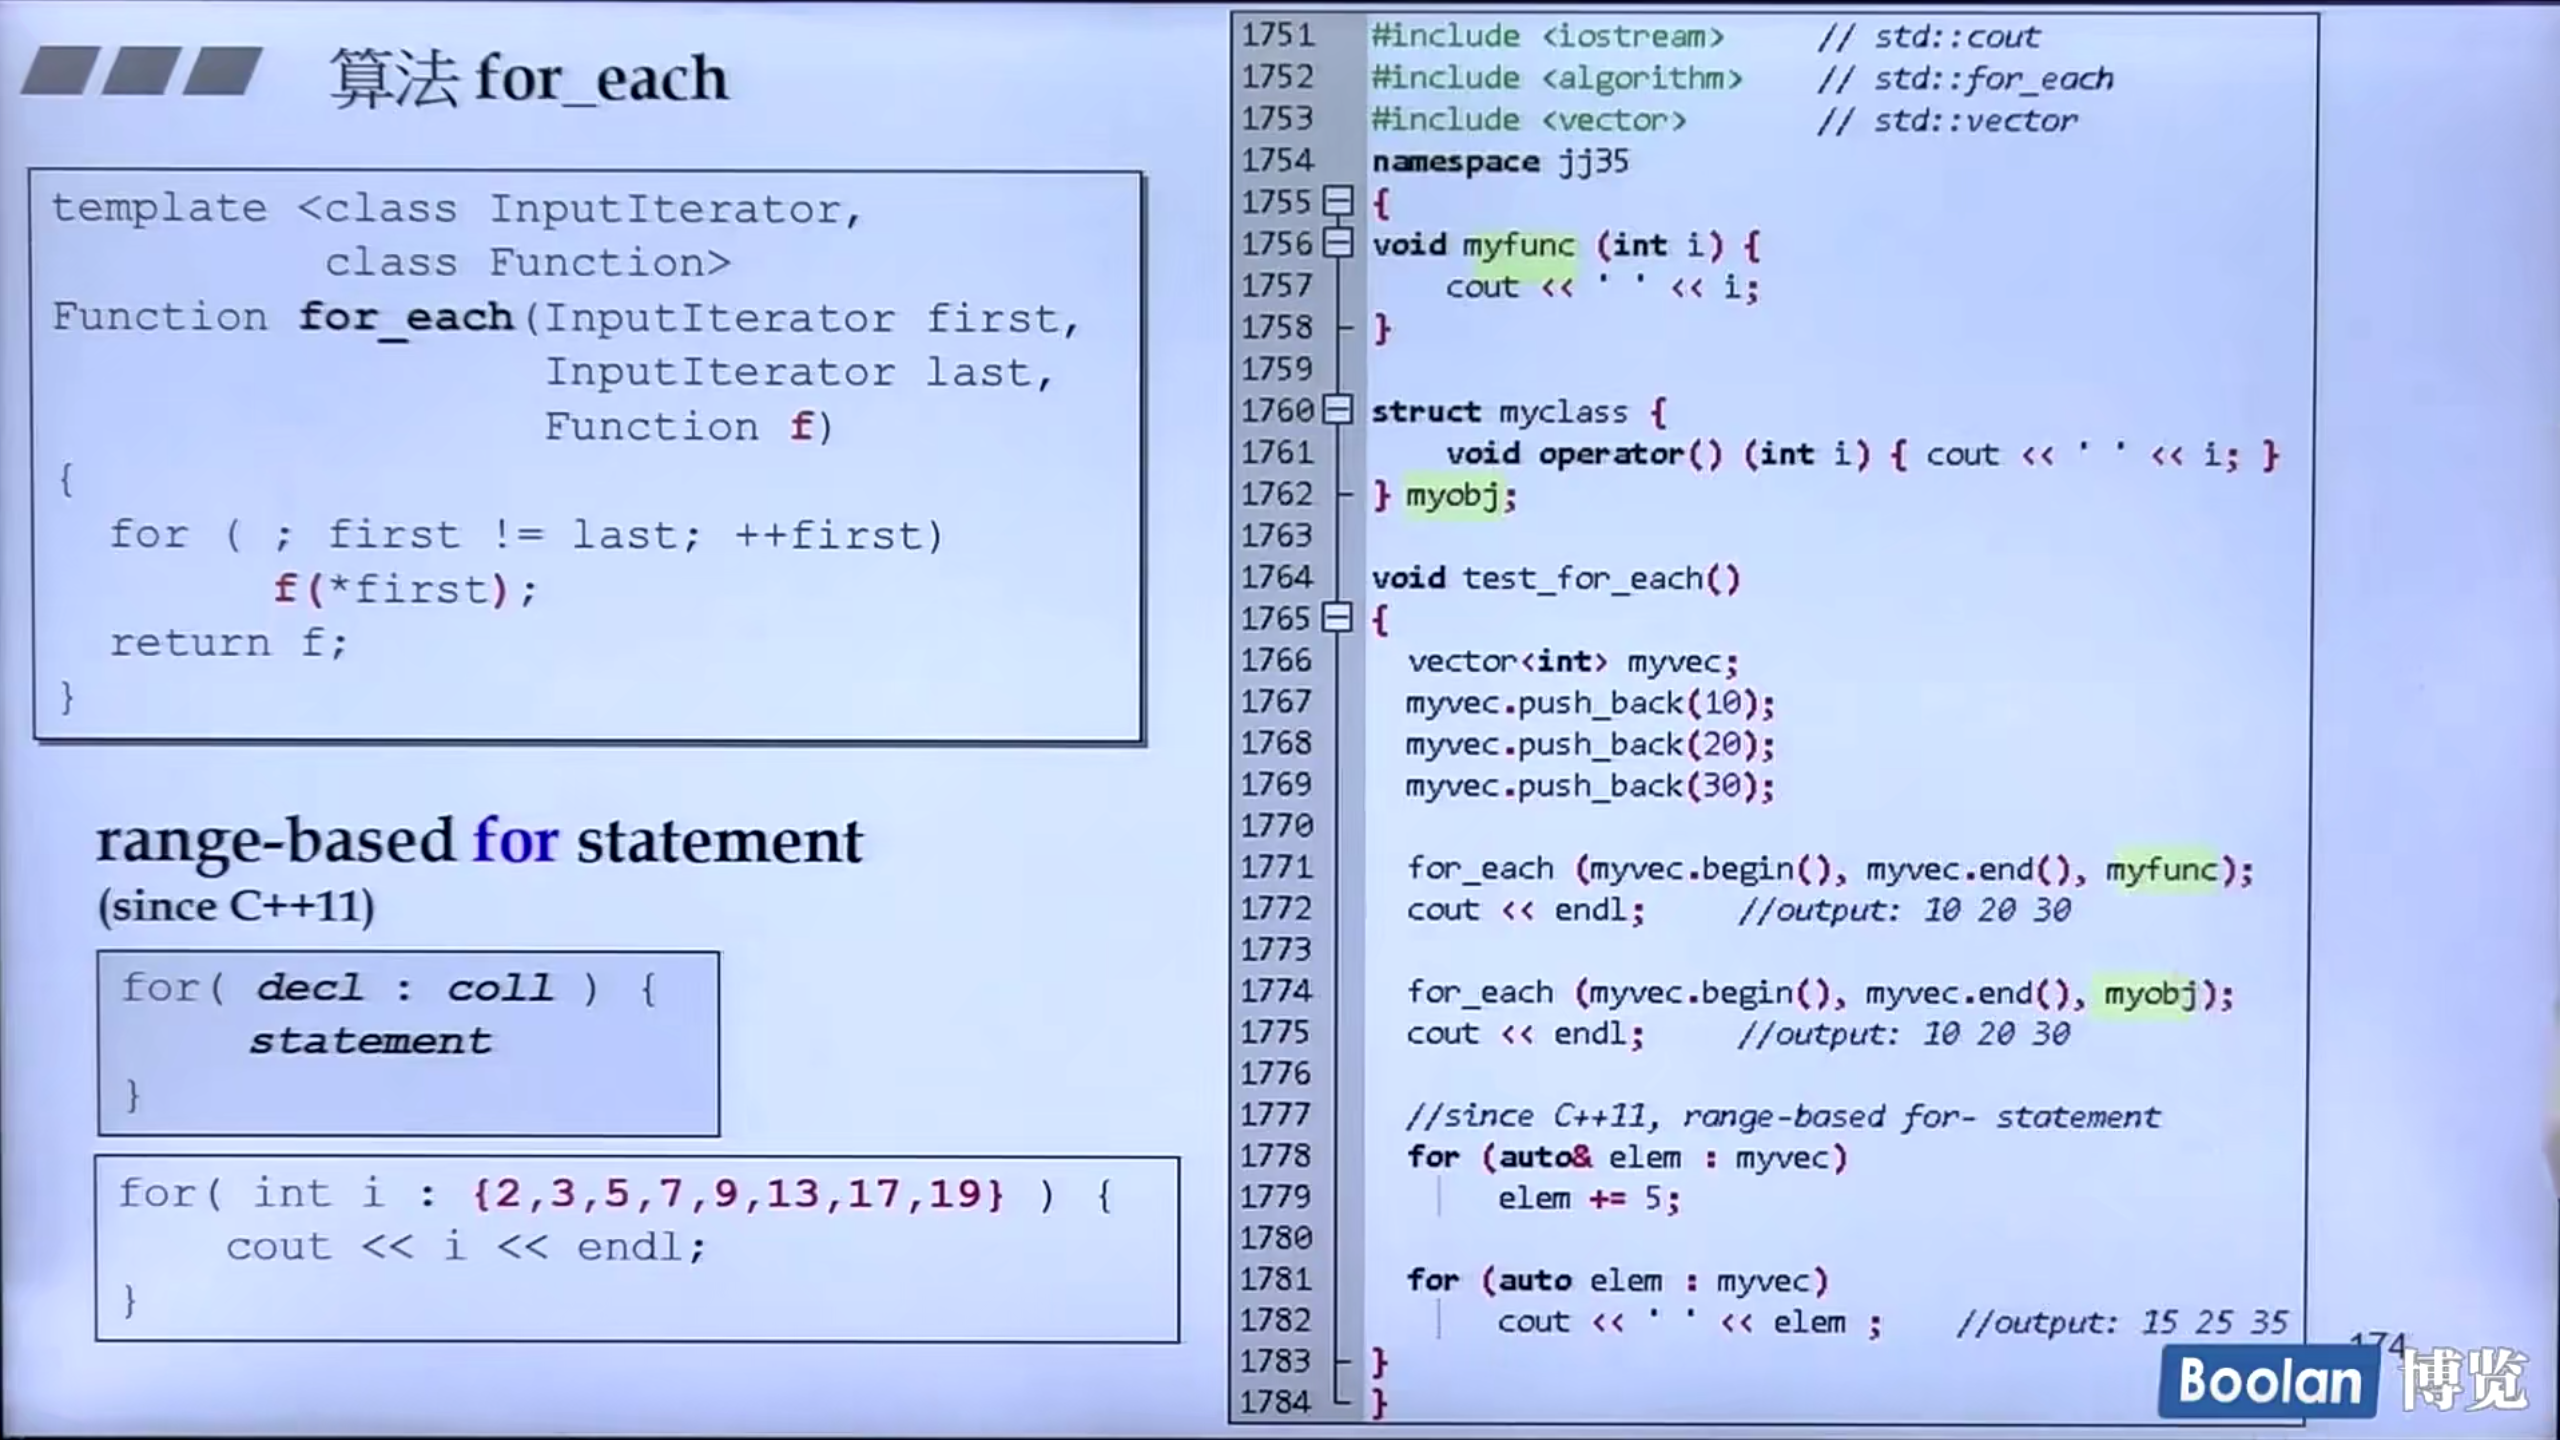 算法 for_each
template <class InputIterator,
class Function>
Function for_each(InputIterator first,
InputIterator last,
Function f)
{
for ( ; first != last; ++first)
f(*first);
return f;
}
range-based for statement
(since C++11)
for( decl : coll ) {
statement
}
for( int i : {2,3,5,7,9,13,17,19} ) {
cout << i << endl;
}
1751 #include <iostream> // std::cout
1752 #include <algorithm> // std::for_each
1753 #include <vector> // std::vector
1754 namespace jj35
1755 {
1756 void myfunc (int i) {
1757 cout << ' ' << i;
1758 }
1759
1760 struct myclass {
1761 void operator() (int i) { cout << ' ' << i; }
1762 } myobj;
1763
1764 void test_for_each()
1765 {
1766 vector<int> myvec;
1767 myvec.push_back(10);
1768 myvec.push_back(20);
1769 myvec.push_back(30);
1770
1771 for_each (myvec.begin(), myvec.end(), myfunc);
1772 cout << endl; //output: 10 20 30
1773
1774 for_each (myvec.begin(), myvec.end(), myobj);
1775 cout << endl; //output: 10 20 30
1776
1777 //since C++11, range-based for- statement
1778 for (auto& elem : myvec)
1779 elem += 5;
1780
1781 for (auto elem : myvec)
1782 cout << ' ' << elem ; //output: 15 25 35
1783 }
1784 }
174
Boolan 博览